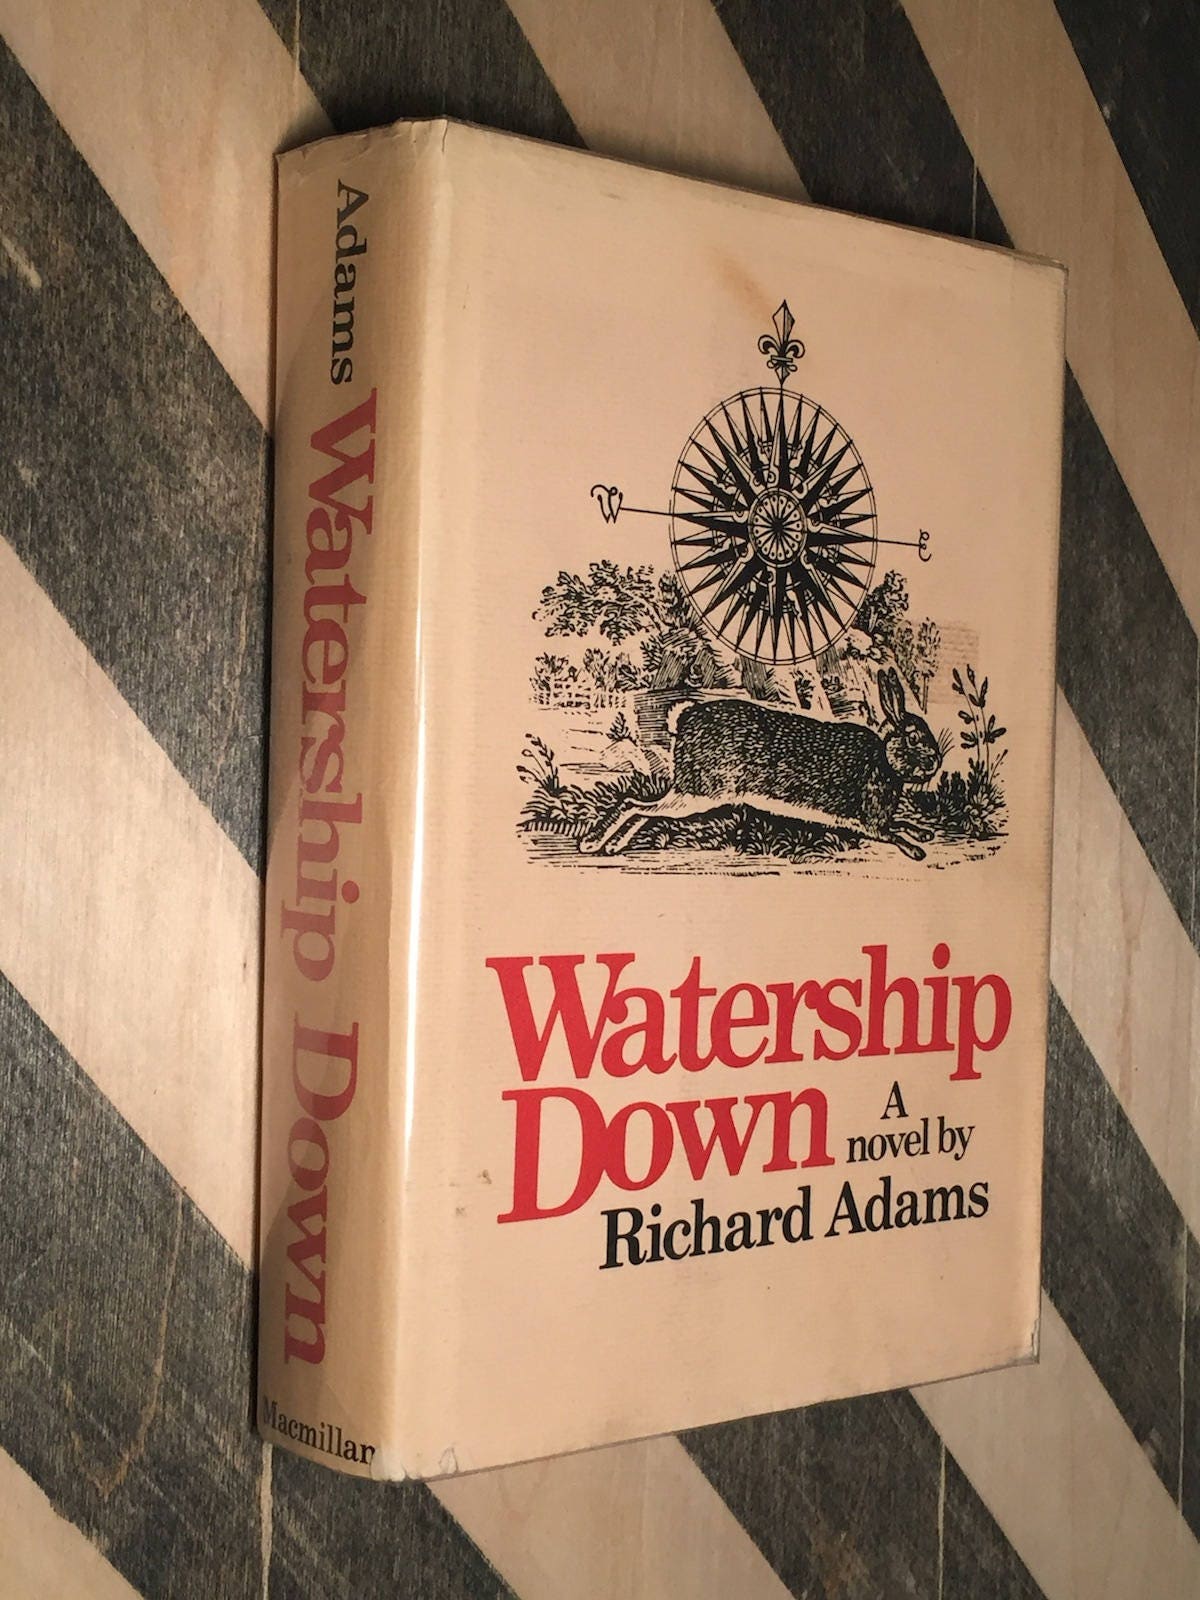 Adams Watership Down
Macmillan
W
E
Watership
Down
A
novel by
Richard Adams